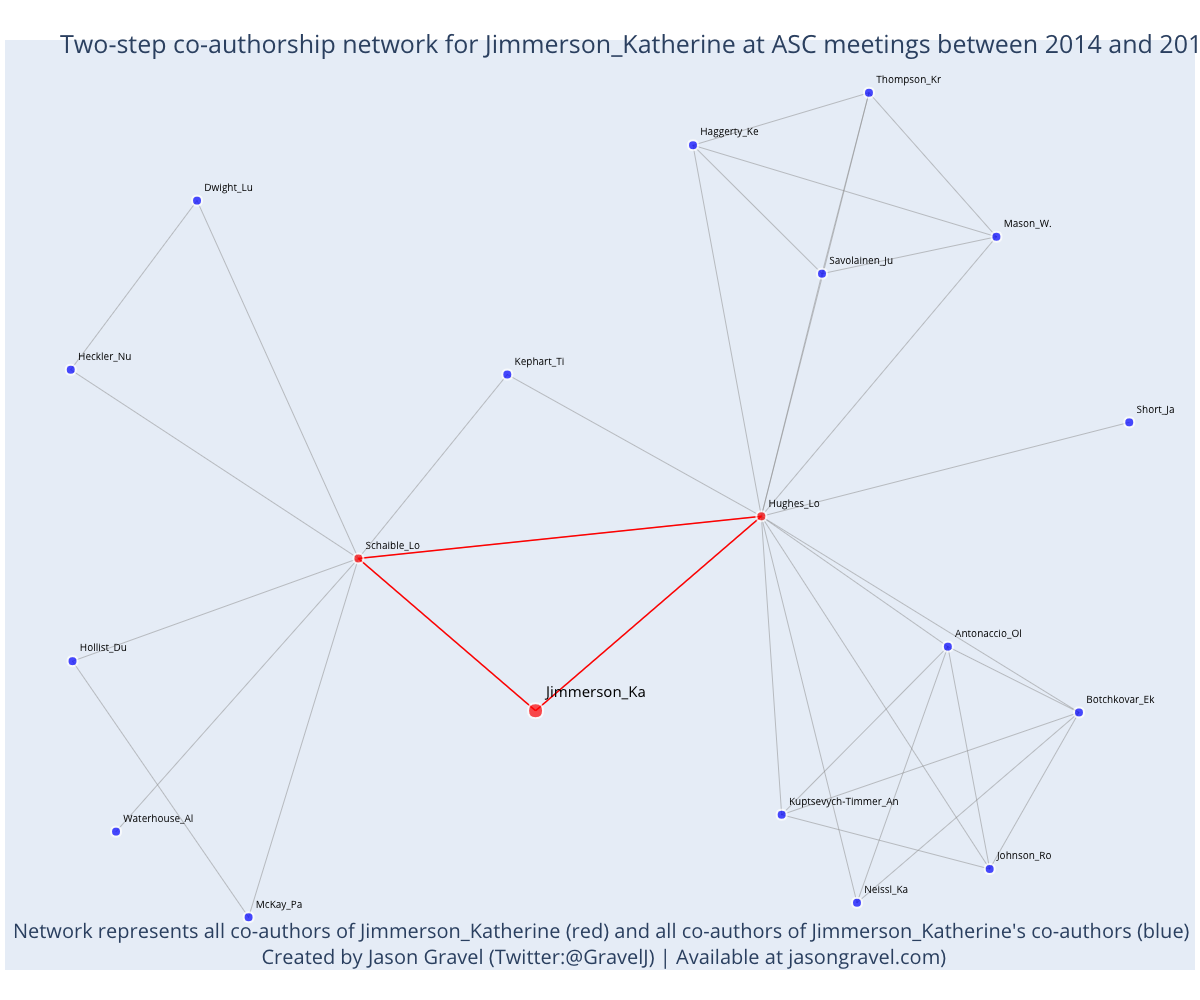 Two-step co-authorship network for Jimmerson_Katherine at ASC meetings between 2014 and 201
Thompson_Kr
Haggerty_Ke
Dwight_Lu
Mason_W.
Savolainen_Ju
Heckler_Nu
Kephart_Ti
Short_Ja
Hughes_Lo
Schaible_Lo
Antonaccio_Ol
Hollist_Du
Jimmerson_Ka
Botchkovar_Ek
Kuptsevych-Timmer_An
Waterhouse_Al
Johnson_Ro
Neissl_Ka
McKay_Pa
Network represents all co-authors of Jimmerson_Katherine (red) and all co-authors of Jimmerson_Katherine's co-authors (blue)
Created by Jason Gravel (Twitter:@GravelJ) | Available at jasongravel.com)